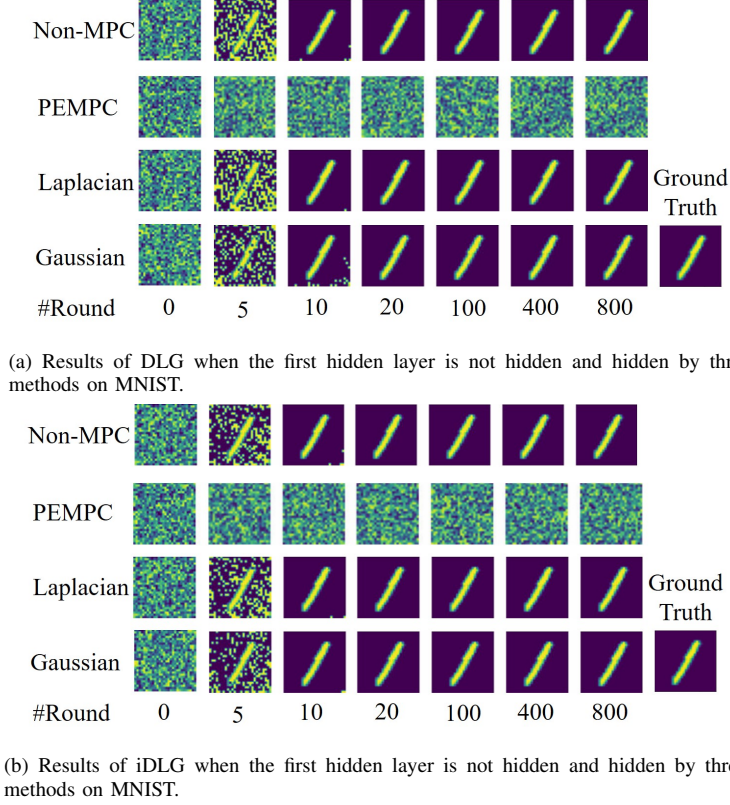 Non-MPC
PEMPC
Laplacian
Ground
Truth
Gaussian
#Round 0 5 10 20 100 400 800
(a) Results of DLG when the first hidden layer is not hidden and hidden by
methods on MNIST.
Non-MPC
PEMPC
Laplacian
Ground
Truth
Gaussian
#Round 0 5 10 20 100 400 800
(b) Results of iDLG when the first hidden layer is not hidden and hidden by
methods on MNIST.